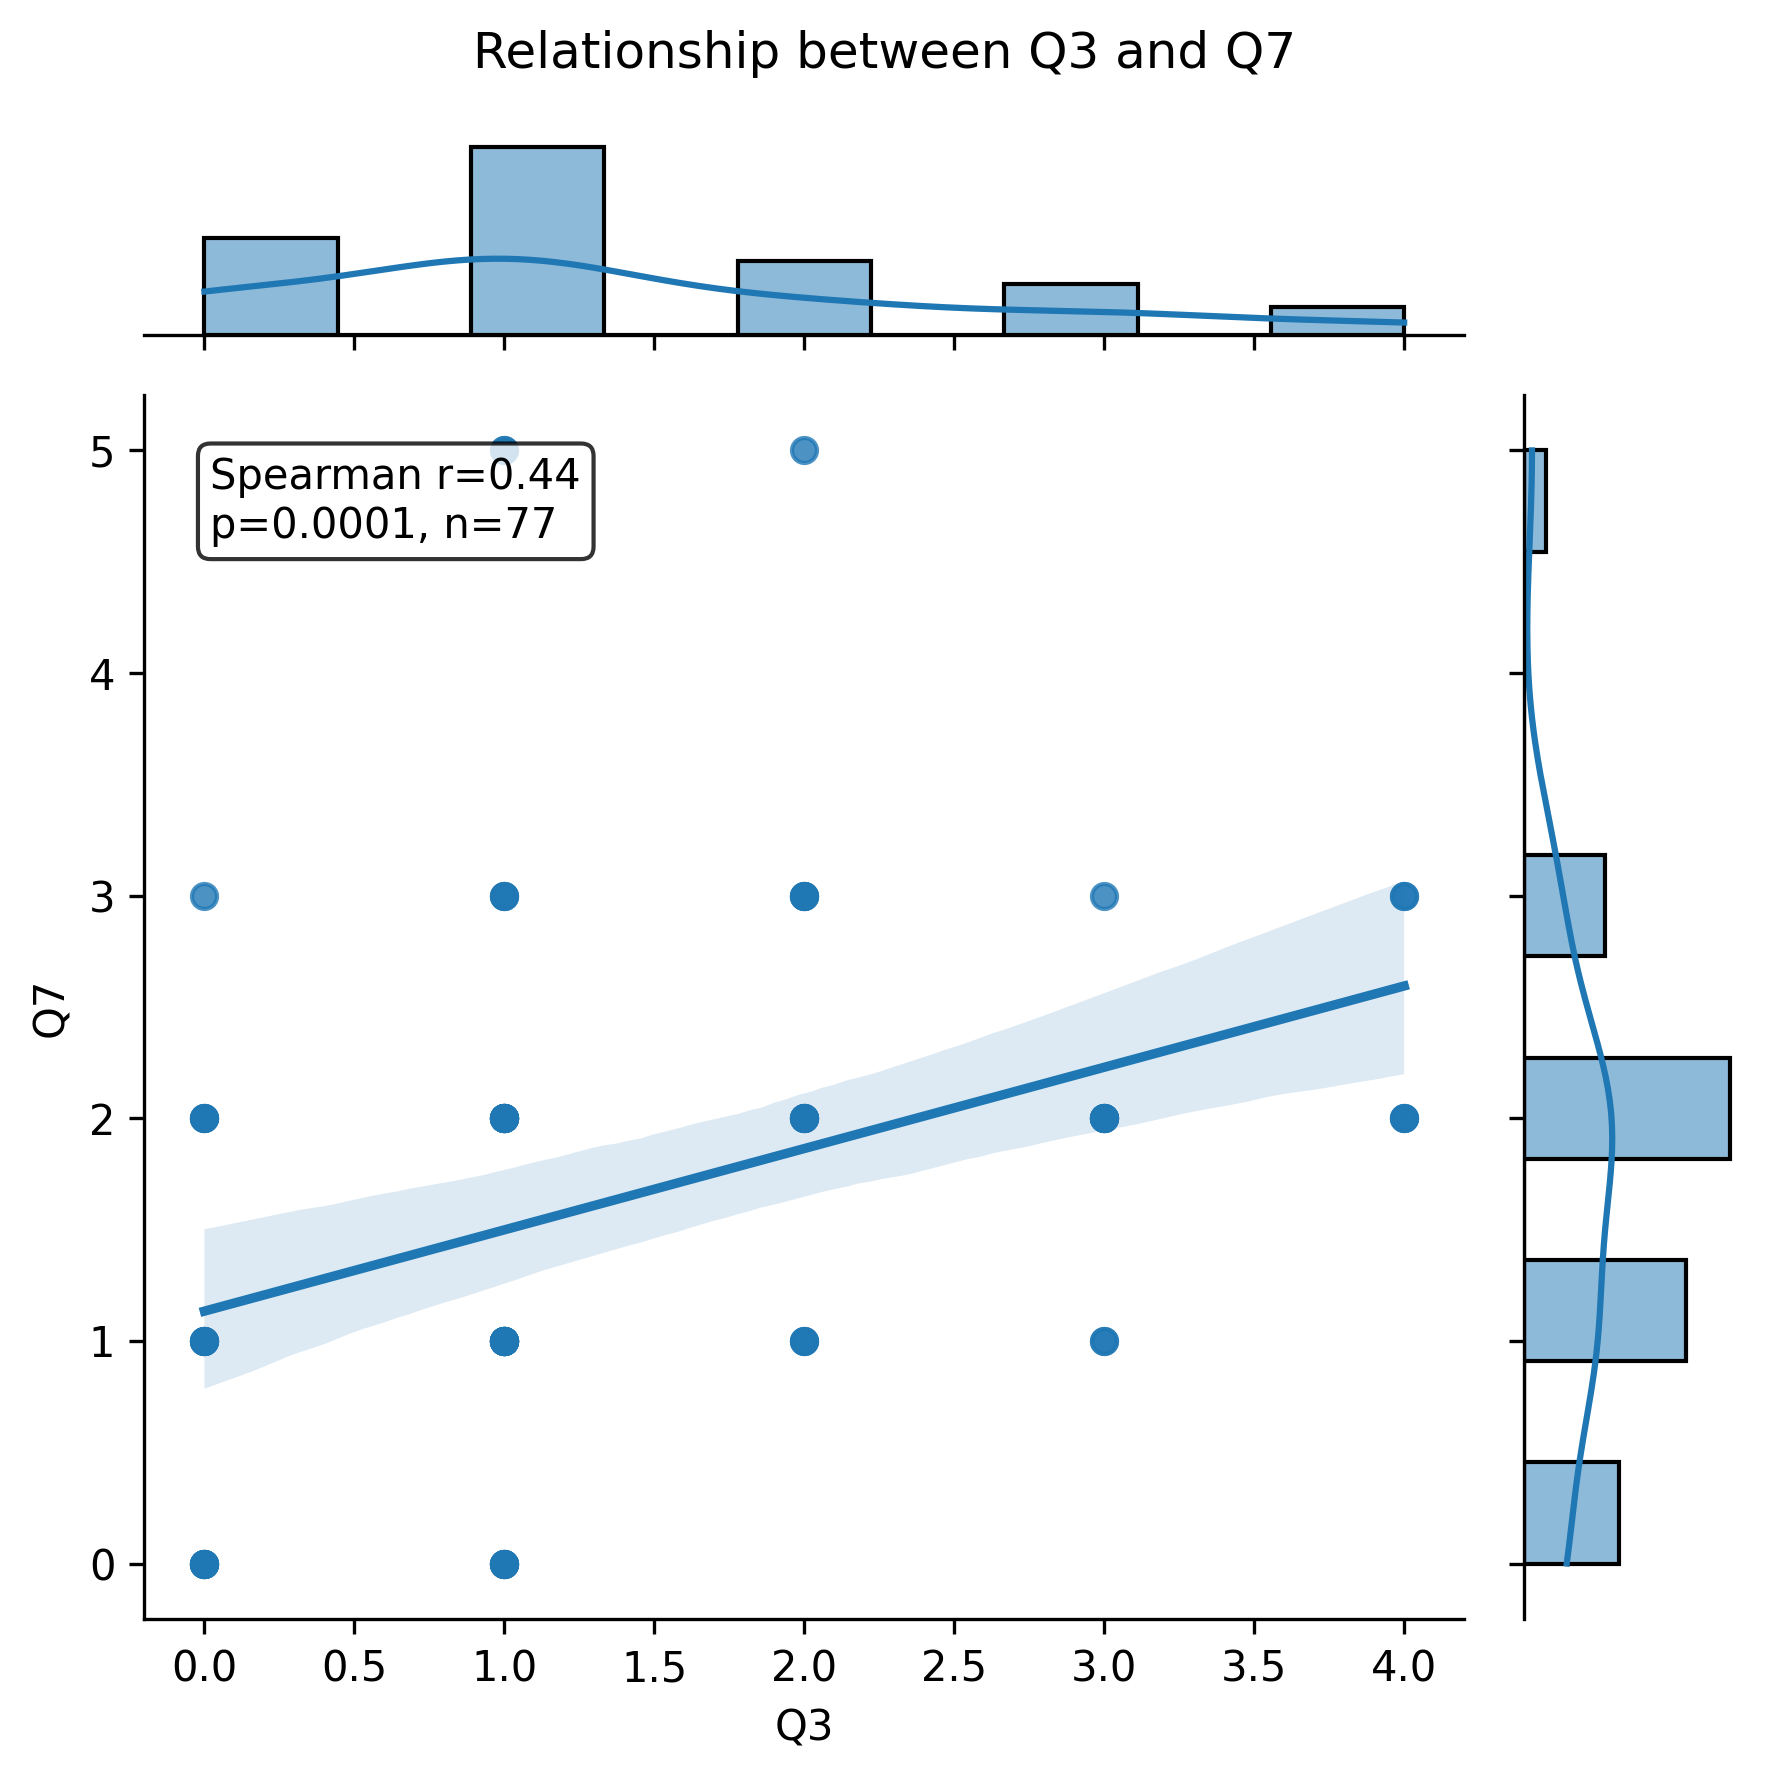 Relationship between Q3 and Q7
Spearman r=0.44
p=0.0001, n=77
5
4
3
2
1
0
Q7
0.0 0.5 1.0 1.5 2.0 2.5 3.0 3.5 4.0
Q3